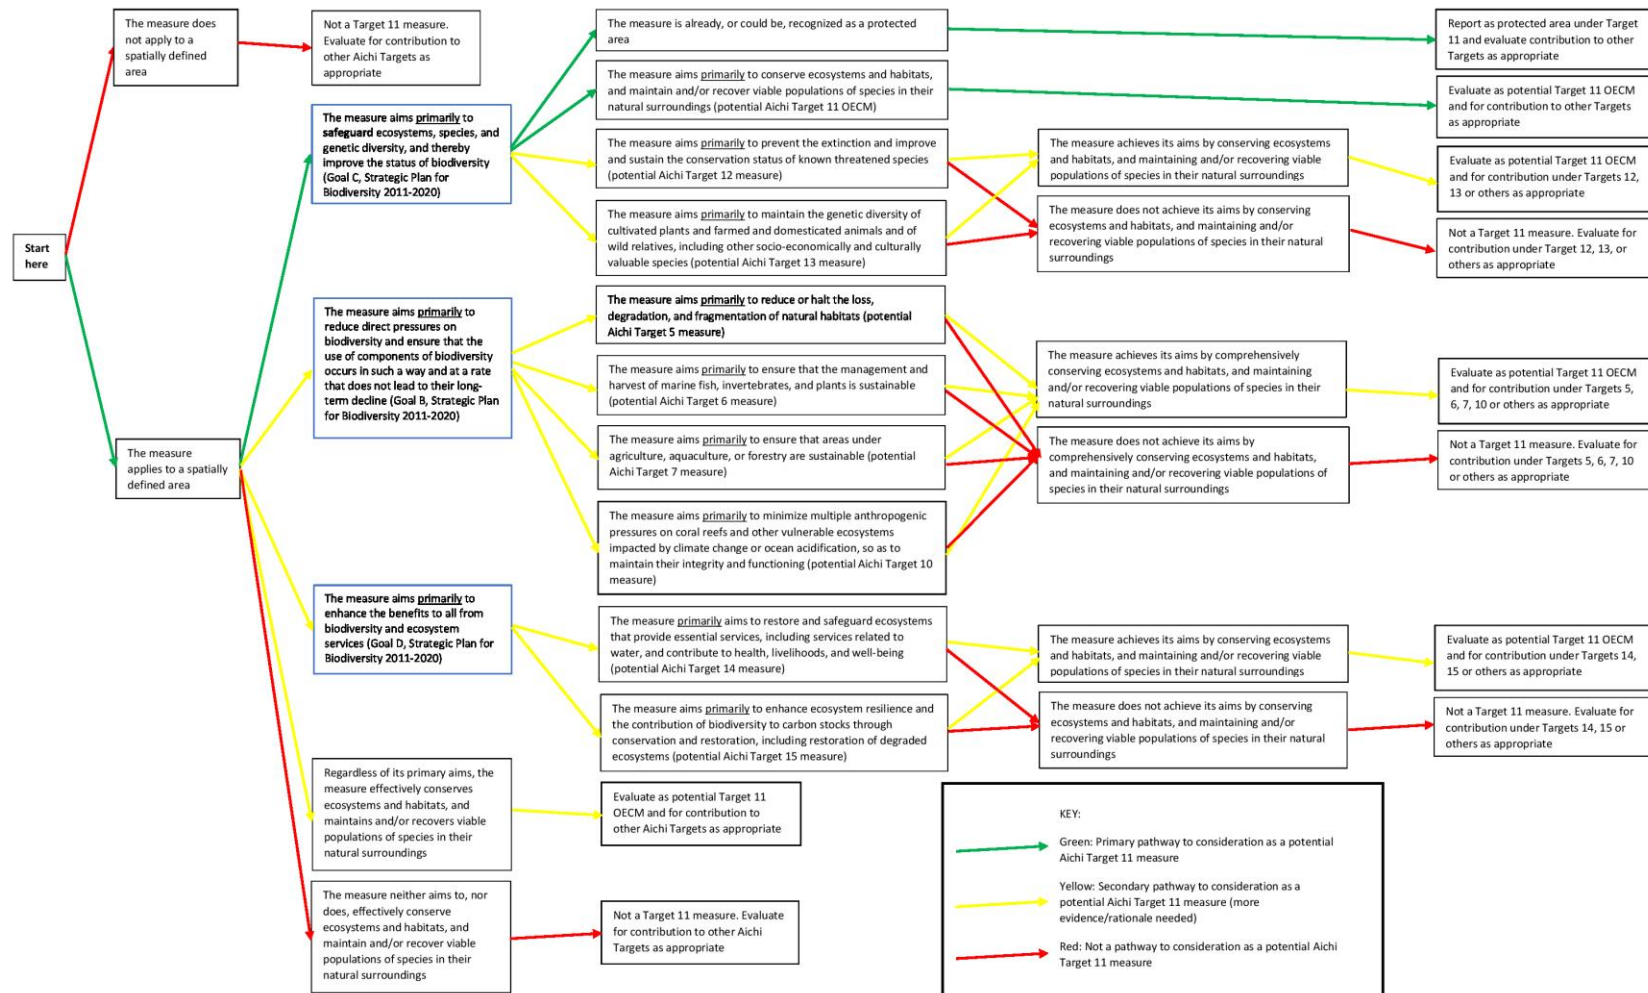 Start
here
The measure does
not apply to a
spatially defined
area
Not a Target 11 measure.
Evaluate for contribution to
other Aichi Targets as
appropriate
The measure
applies to a spatially
defined area
The measure aims primarily to
safeguard ecosystems, species, and
genetic diversity, and thereby
improve the status of biodiversity
(Goal C, Strategic Plan for
Biodiversity 2011-2020)
The measure is already, or could be, recognized as a protected
area
Report as protected area under Target
11 and evaluate contribution to other
Targets as appropriate
The measure aims primarily to conserve ecosystems and habitats,
and maintain and/or recover viable populations of species in their
natural surroundings (potential Aichi Target 11 OECM)
Evaluate as potential Target 11 OECM
and for contribution to other Targets
as appropriate
The measure aims primarily to prevent the extinction and improve
and sustain the conservation status of known threatened species
(potential Aichi Target 12 measure)
The measure aims primarily to maintain the genetic diversity of
cultivated plants and farmed and domesticated animals and of
wild relatives, including other socio-economically and culturally
valuable species (potential Aichi Target 13 measure)
The measure achieves its aims by conserving ecosystems
and habitats, and maintaining and/or recovering viable
populations of species in their natural surroundings
Evaluate as potential Target 11 OECM
and for contribution under Targets 12,
13 or others as appropriate
The measure does not achieve its aims by conserving
ecosystems and habitats, and maintaining and/or
recovering viable populations of species in their natural
surroundings
Not a Target 11 measure. Evaluate for
contribution under Target 12, 13, or
others as appropriate
The measure aims primarily to
reduce direct pressures on
biodiversity and ensure that the
use of components of biodiversity
occurs in such a way and at a rate
that does not lead to their long-
term decline (Goal B, Strategic Plan
for Biodiversity 2011-2020)
The measure aims primarily to reduce or halt the loss,
degradation, and fragmentation of natural habitats (potential
Aichi Target 5 measure)
The measure aims primarily to ensure that the management and
harvest of marine fish, invertebrates, and plants is sustainable
(potential Aichi Target 6 measure)
The measure aims primarily to ensure that areas under
agriculture, aquaculture, or forestry are sustainable (potential
Aichi Target 7 measure)
The measure aims primarily to minimize multiple anthropogenic
pressures on coral reefs and other vulnerable ecosystems
impacted by climate change or ocean acidification, so as to
maintain their integrity and functioning (potential Aichi Target 10
measure)
The measure achieves its aims by comprehensively
conserving ecosystems and habitats, and maintaining
and/or recovering viable populations of species in their
natural surroundings
Evaluate as potential Target 11 OECM
and for contribution under Targets 5,
6, 7, 10 or others as appropriate
The measure does not achieve its aims by
comprehensively conserving ecosystems and habitats,
and maintaining and/or recovering viable populations of
species in their natural surroundings
Not a Target 11 measure. Evaluate for
contribution under Targets 5, 6, 7, 10
or others as appropriate
The measure aims primarily to
enhance the benefits to all from
biodiversity and ecosystem
services (Goal D, Strategic Plan for
Biodiversity 2011-2020)
The measure primarily aims to restore and safeguard ecosystems
that provide essential services, including services related to
water, and contribute to health, livelihoods, and well-being
(potential Aichi Target 14 measure)
The measure aims primarily to enhance ecosystem resilience and
the contribution of biodiversity to carbon stocks through
conservation and restoration, including restoration of degraded
ecosystems (potential Aichi Target 15 measure)
The measure achieves its aims by conserving ecosystems
and habitats, and maintaining and/or recovering viable
populations of species in their natural surroundings
Evaluate as potential Target 11 OECM
and for contribution under Targets 14,
15 or others as appropriate
The measure does not achieve its aims by conserving
ecosystems and habitats, and maintaining and/or
recovering viable populations of species in their natural
surroundings
Not a Target 11 measure. Evaluate for
contribution under Targets 14, 15 or
others as appropriate
Regardless of its primary aims, the
measure effectively conserves
ecosystems and habitats, and
maintains and/or recovers viable
populations of species in their
natural surroundings
Evaluate as potential Target 11
OECM and for contribution to
other Aichi Targets as appropriate
The measure neither aims to, nor
does, effectively conserve
ecosystems and habitats, and
maintain and/or recover viable
populations of species in their
natural surroundings
Not a Target 11 measure. Evaluate
for contribution to other Aichi
Targets as appropriate
KEY:
Green: Primary pathway to consideration as a potential
Aichi Target 11 measure
Yellow: Secondary pathway to consideration as a
potential Aichi Target 11 measure (more
evidence/rationale needed)
Red: Not a pathway to consideration as a potential Aichi
Target 11 measure